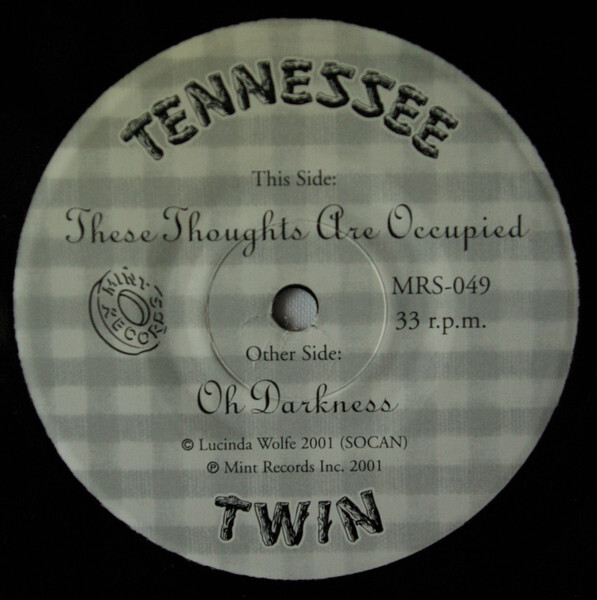 TENNESSEE
This Side:
These Thoughts Are Occupied
MINT RECORDS
MRS-049
33 r.p.m.
Other Side:
Oh Darkness
© Lucinda Wolfe 2001 (SOCAN)
℗ Mint Records Inc. 2001
TWIN